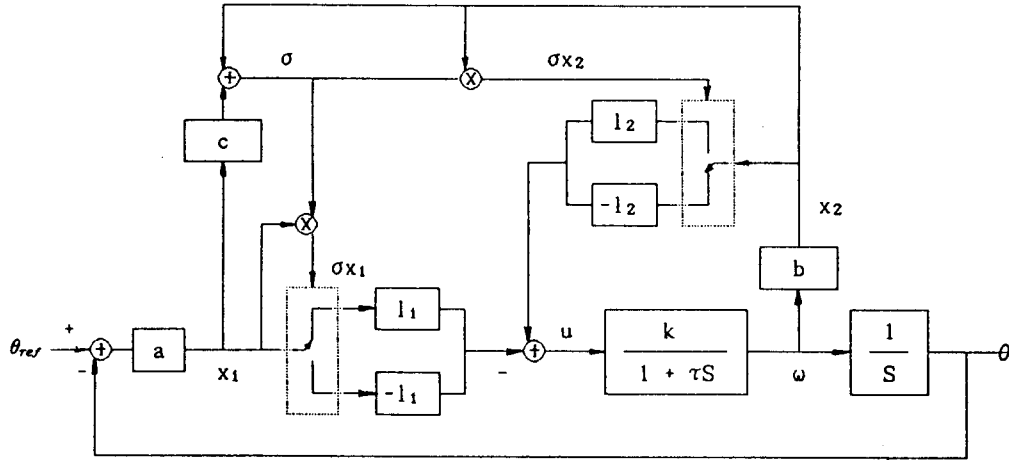 σ
σx₂
X
+
c
l₂
-l₂
x₂
X
σx₁
b
l₁
-l₁
θref
+
-
+
a
x₁
-
+
u
k
1 + τS
ω
1
S
θ